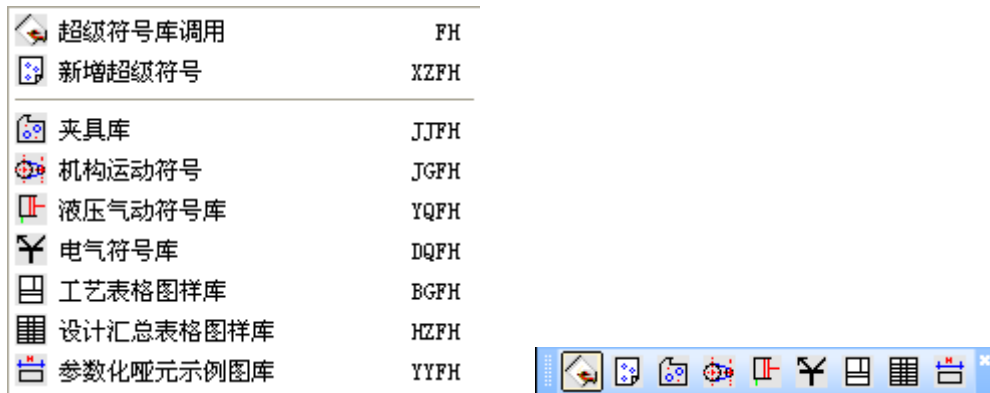 超级符号库调用 FH
新增超级符号 XZFH
夹具库 JJFH
机构运动符号 JGFH
液压气动符号库 YQFH
电气符号库 DQFH
工艺表格图样库 BGFH
设计汇总表格图样库 HZFH
参数化哑元示例图库 YYFH